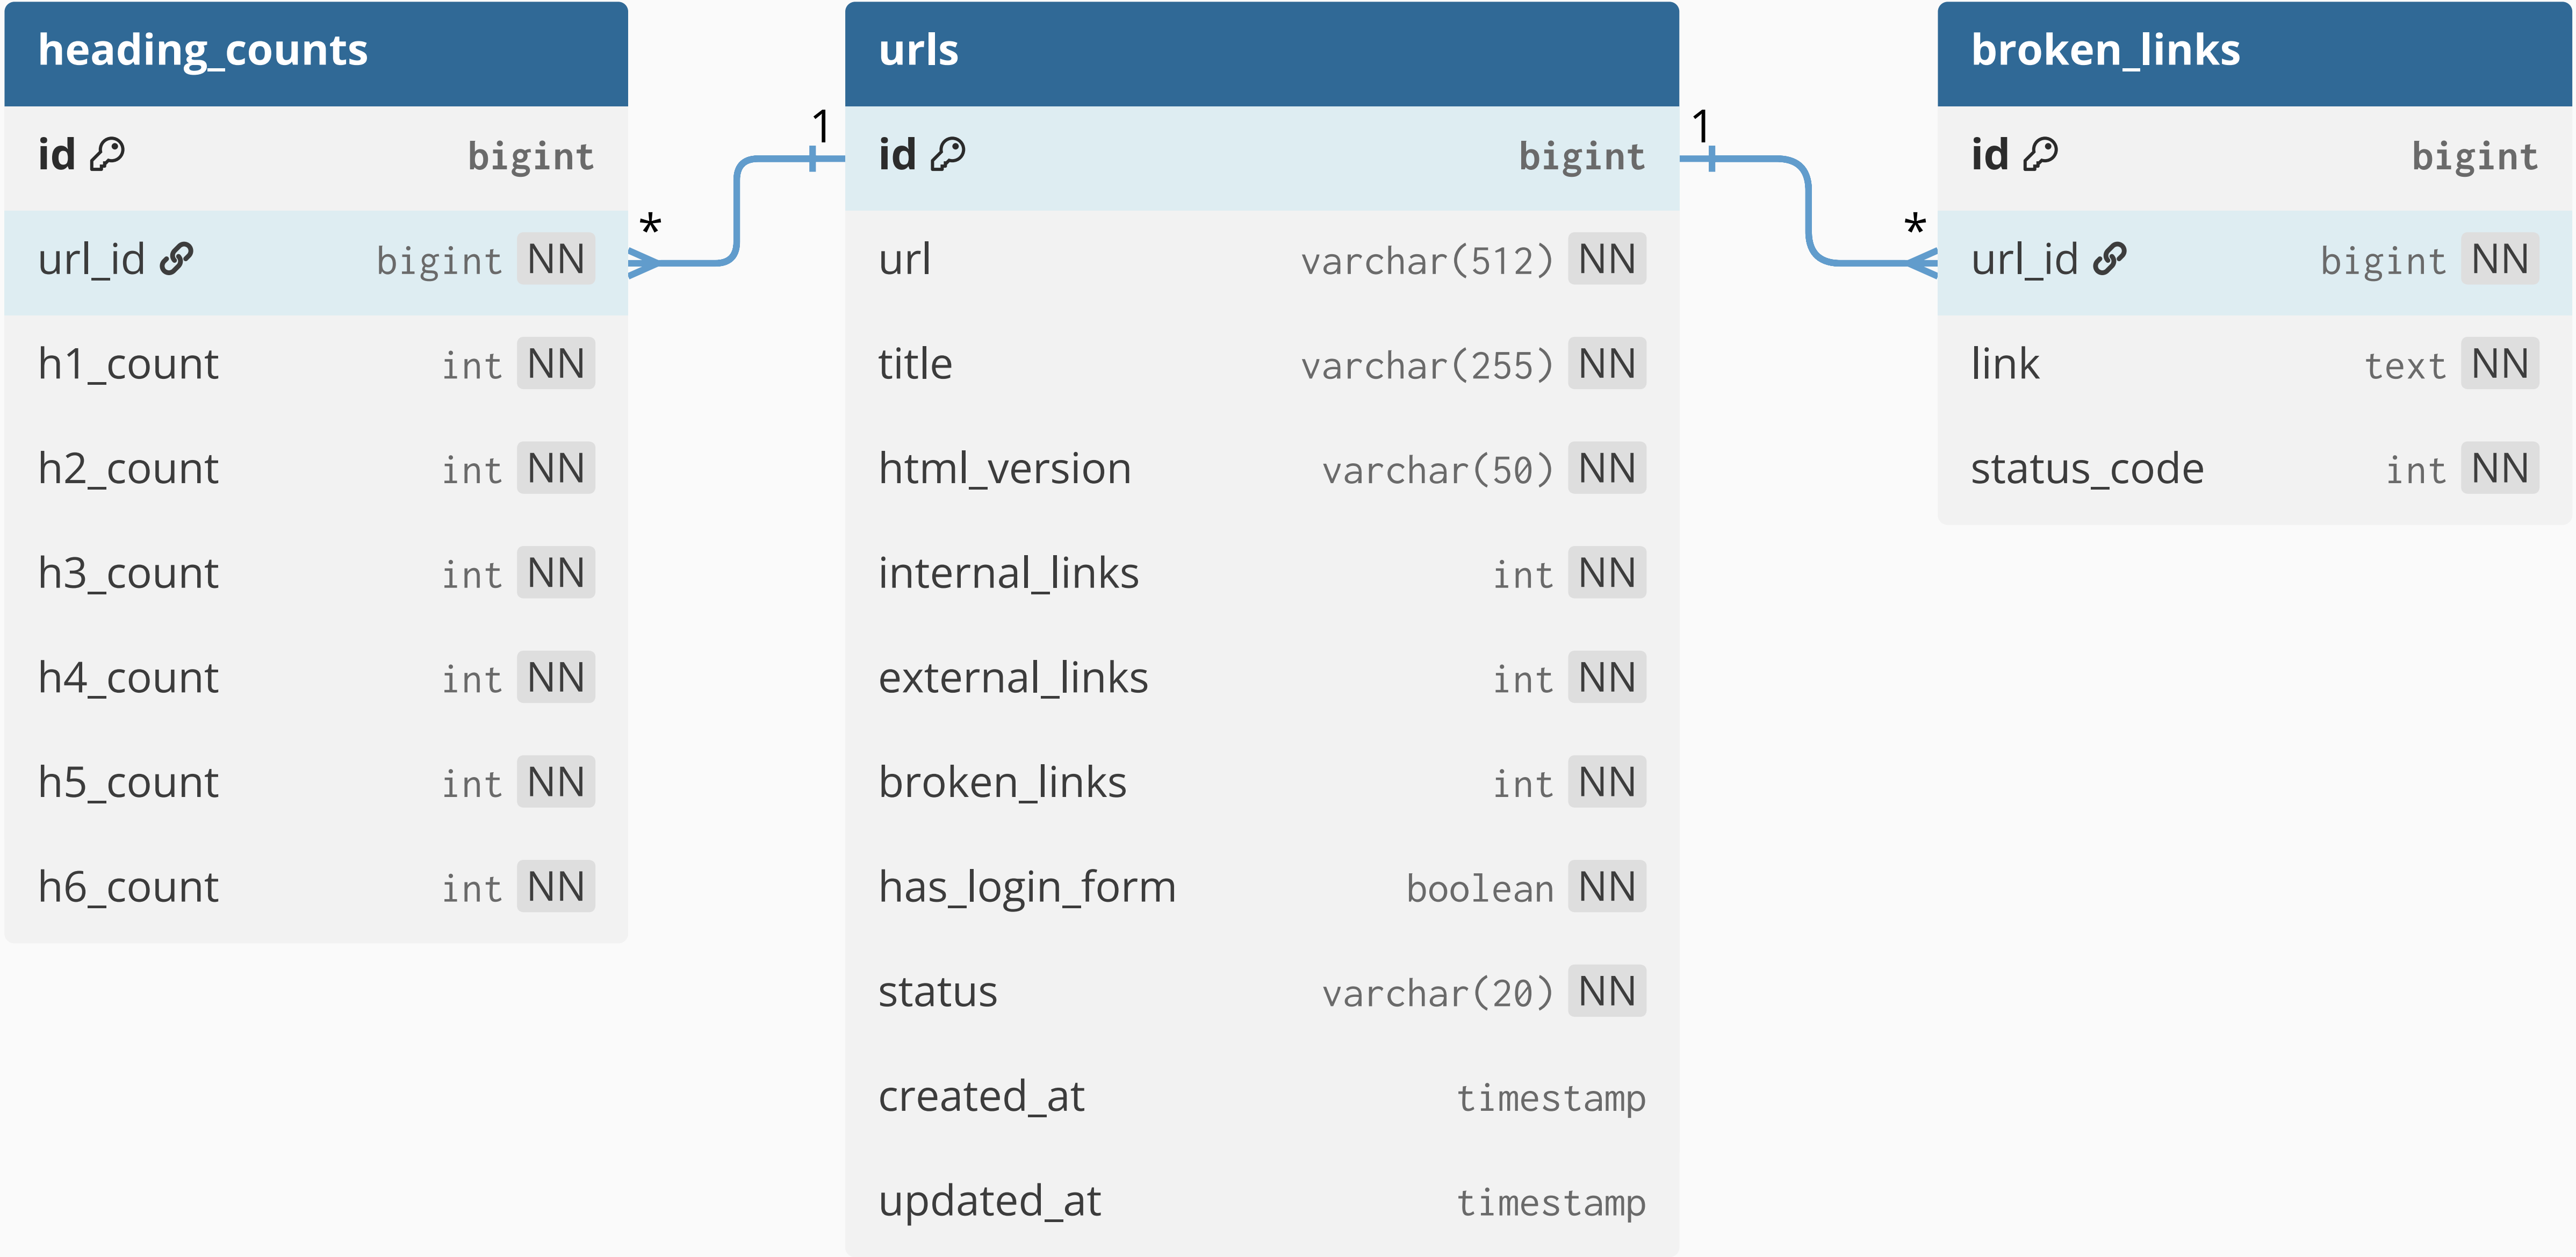 heading_counts
id bigint
url_id bigint NN
h1_count int NN
h2_count int NN
h3_count int NN
h4_count int NN
h5_count int NN
h6_count int NN
*
1
urls
id bigint
url varchar(512) NN
title varchar(255) NN
html_version varchar(50) NN
internal_links int NN
external_links int NN
broken_links int NN
has_login_form boolean NN
status varchar(20) NN
created_at timestamp
updated_at timestamp
1
*
broken_links
id bigint
url_id bigint NN
link text NN
status_code int NN